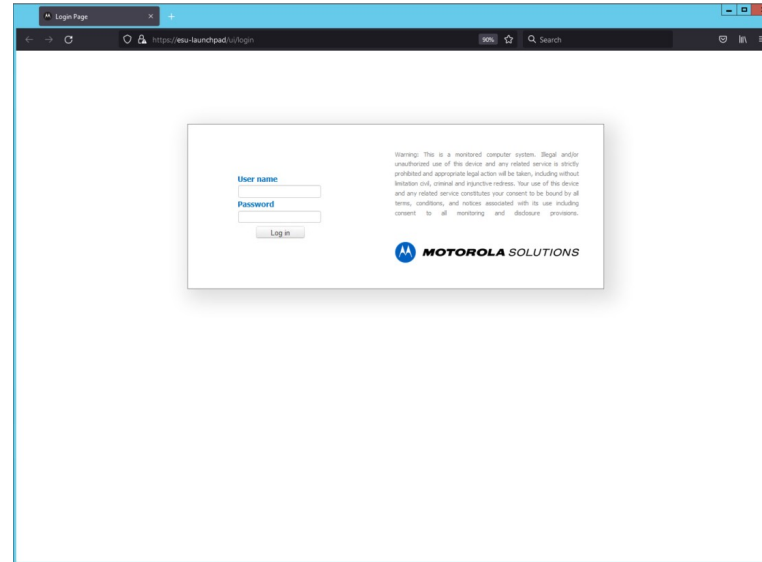 Login Page
https://esu-launchpad/ui/login
90%
Search
User name
Password
Log in
Warning: This is a monitored computer system. Illegal and/or
unauthorized use of this device and any related service is strictly
prohibited and appropriate legal action will be taken, including without
limitation civil, criminal and injunctive redress. Your use of this device
and any related service constitutes your consent to be bound by all
terms, conditions, and notices associated with its use including
consent to all monitoring and disclosure provisions.
MOTOROLA SOLUTIONS